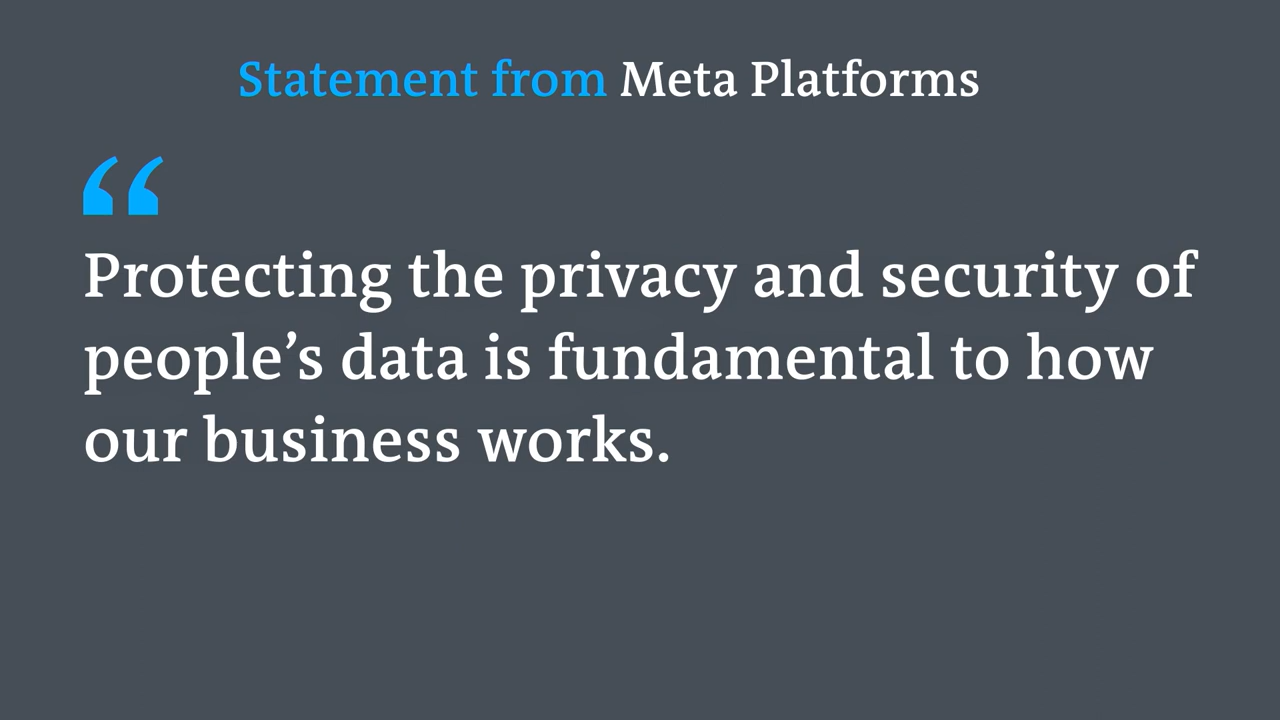 Statement from Meta Platforms
“
Protecting the privacy and security of
people’s data is fundamental to how
our business works.